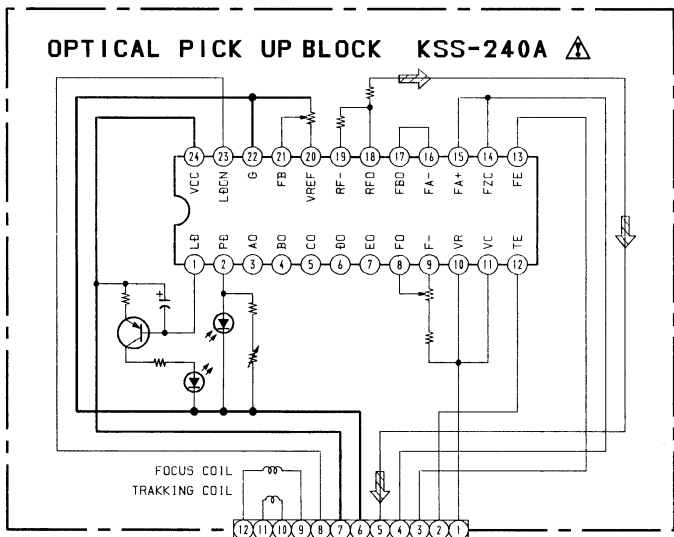 OPTICAL PICK UP BLOCK KSS-240A
24 23 22 21 20 19 18 17 16 15 14 13
VCC LDCN G FB VREF RF- RFO FBO FA- FA+ FZC FE
LD PD AO BO CO DO EO FO F- VR VC TE
1 2 3 4 5 6 7 8 9 10 11 12
+
FOCUS COIL
TRAKKING COIL
12 11 10 9 8 7 6 5 4 3 2 1